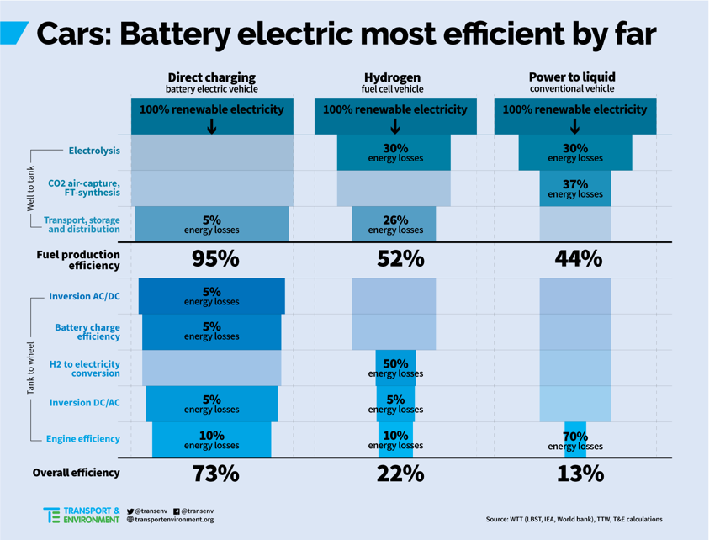 Cars: Battery electric most efficient by far
Direct charging
battery electric vehicle
Hydrogen
fuel cell vehicle
Power to liquid
conventional vehicle
100% renewable electricity
100% renewable electricity
100% renewable electricity
Well to tank
Electrolysis
30%
energy losses
30%
energy losses
CO2 air-capture,
FT-synthesis
37%
energy losses
Transport, storage
and distribution
5%
energy losses
26%
energy losses
Fuel production
efficiency
95%
52%
44%
Tank to wheel
Inversion AC/DC
5%
energy losses
Battery charge
efficiency
5%
energy losses
H2 to electricity
conversion
50%
energy losses
Inversion DC/AC
5%
energy losses
5%
energy losses
Engine efficiency
10%
energy losses
10%
energy losses
70%
energy losses
Overall efficiency
73%
22%
13%
TRANSPORT &
ENVIRONMENT
@transenv @transenv
transportenvironment.org
Source: WTT (LBST, IEA, World bank), TTW, T&E calculations